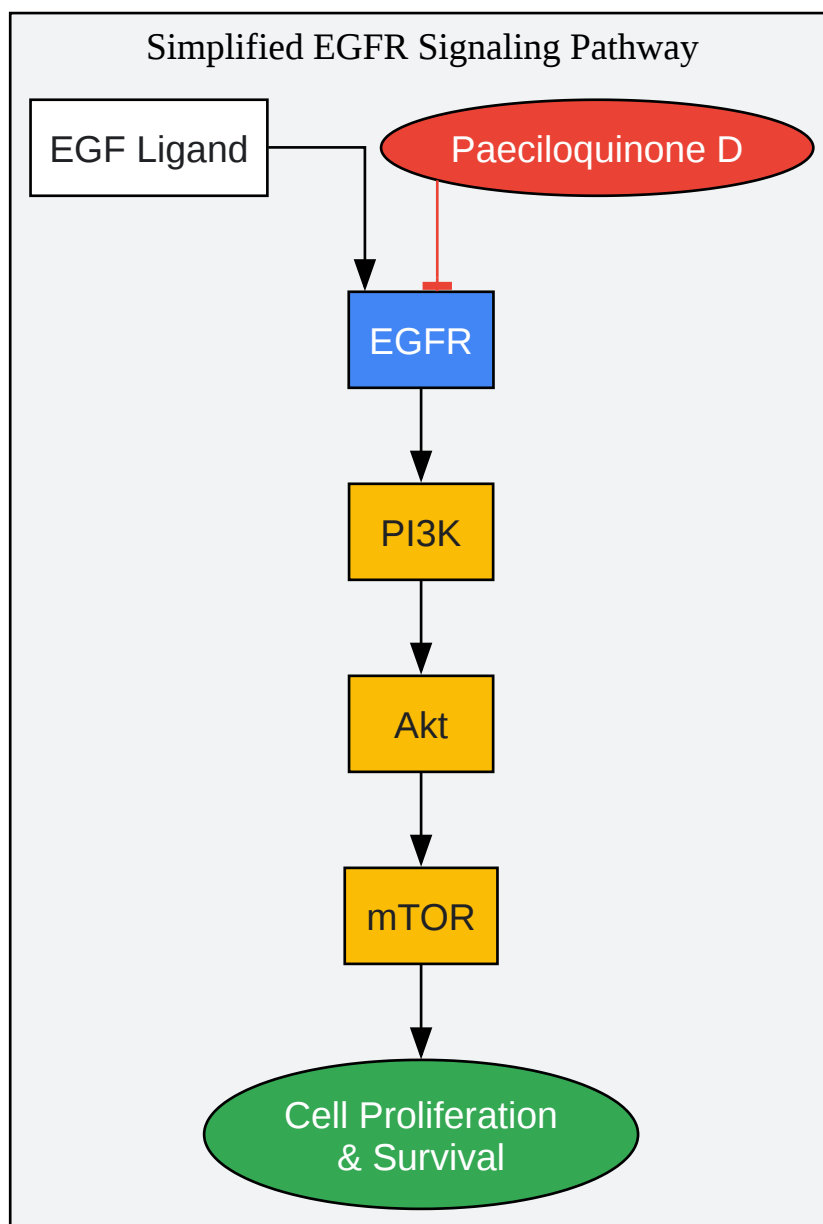 Simplified EGFR Signaling Pathway
EGF Ligand
Paeciloquinone D
EGFR
PI3K
Akt
mTOR
Cell Proliferation
& Survival